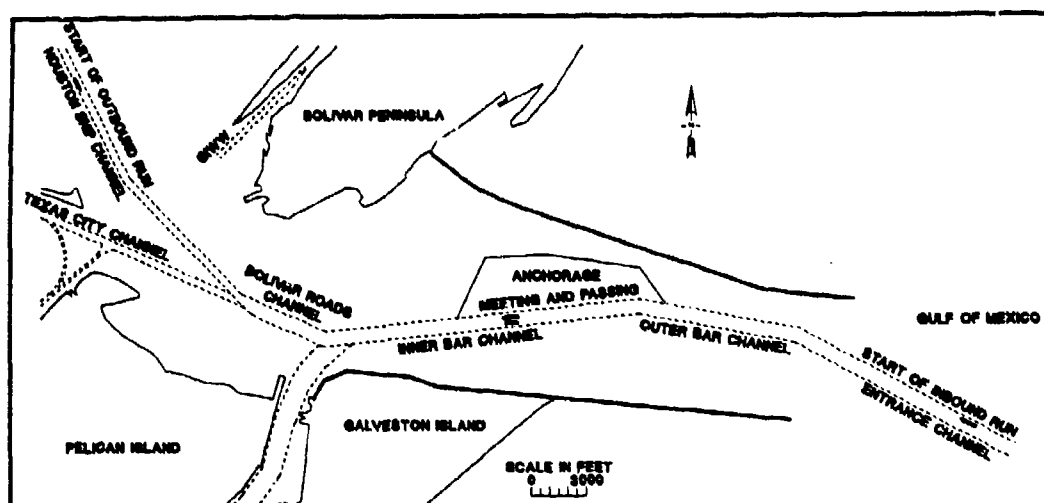 START OF OUTBOUND RUN
HOUSTON SHIP CHANNEL
GIWW
BOLIVAR PENINSULA
TEXAS CITY CHANNEL
BOLIVAR ROADS
CHANNEL
ANCHORAGE
MEETING AND PASSING
INNER BAR CHANNEL
OUTER BAR CHANNEL
GULF OF MEXICO
START OF INBOUND RUN
ENTRANCE CHANNEL
PELICAN ISLAND
GALVESTON ISLAND
SCALE IN FEET
0 3000